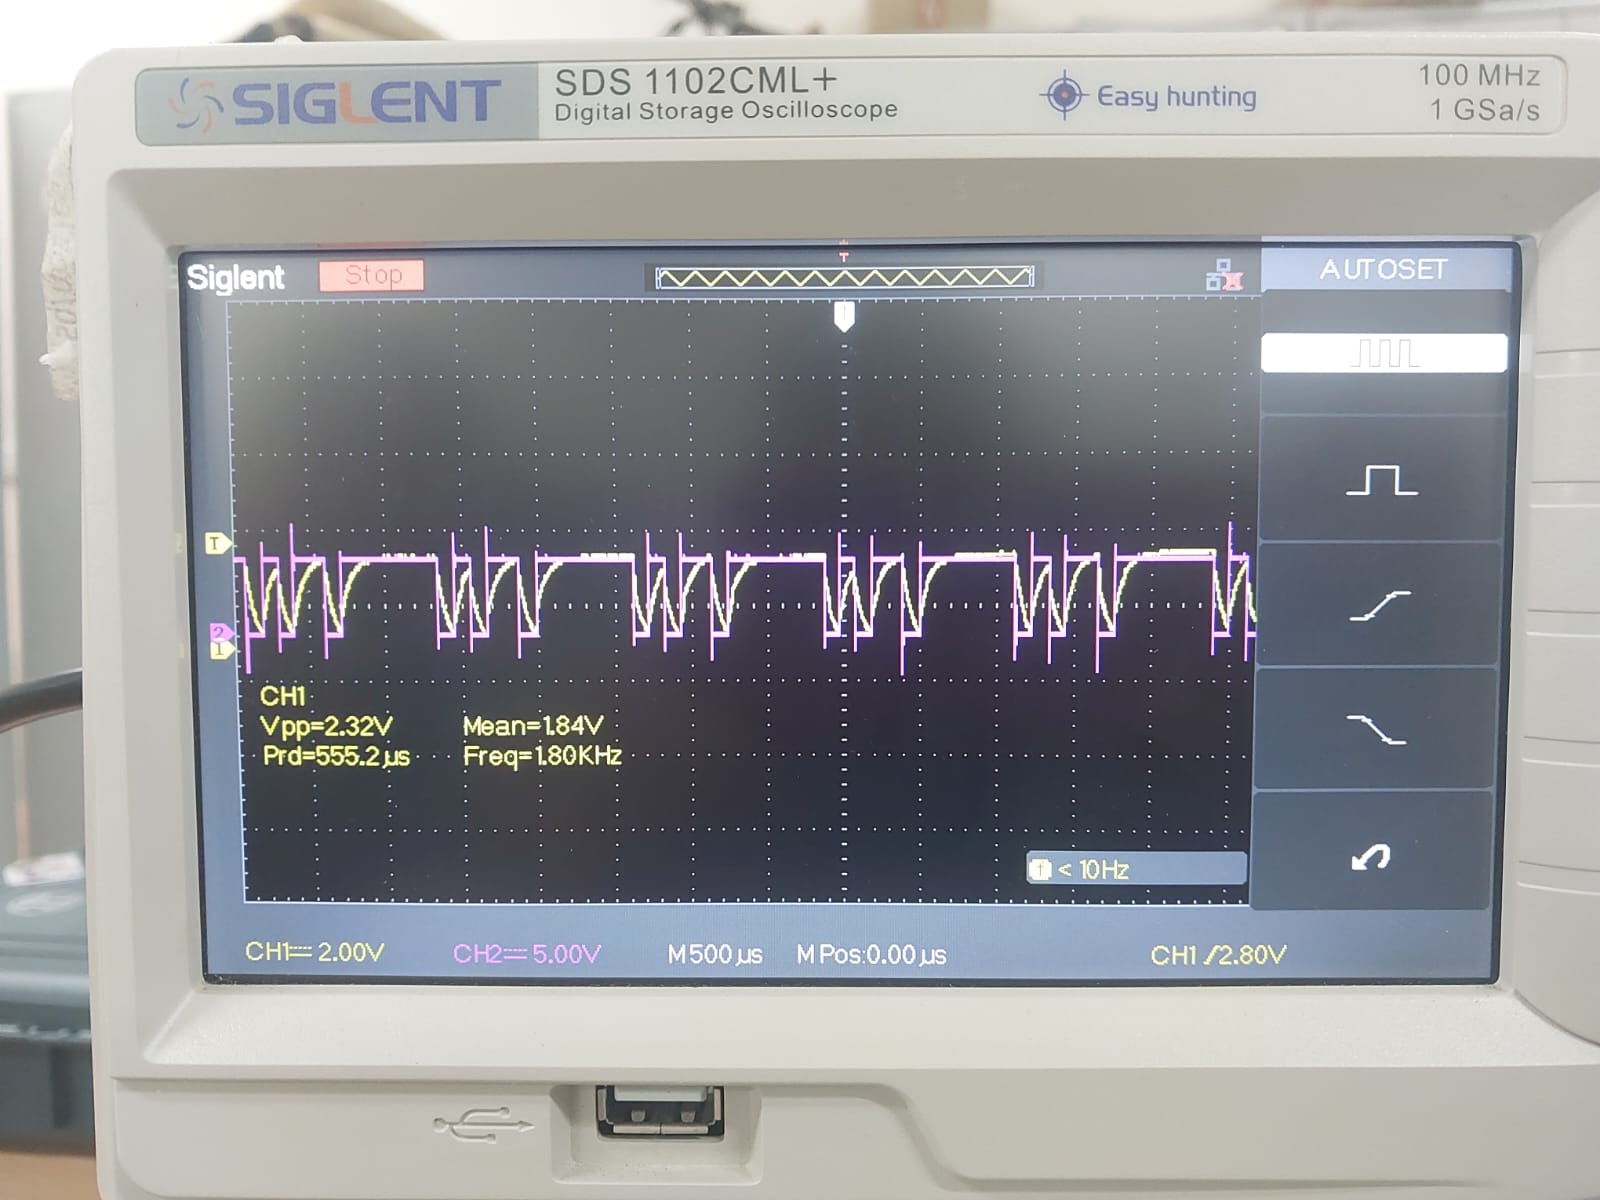 SIGLENT
SDS 1102CML+
Digital Storage Oscilloscope
Easy hunting
100 MHz
1 GSa/s
Siglent
Stop
T
AUTOSET
T
2
1
CH1
Vpp=2.32V Mean=1.84V
Prd=555.2µs Freq=1.80KHz
f < 10Hz
CH1 2.00V CH2 5.00V M 500µs M Pos:0.00µs CH1 /2.80V